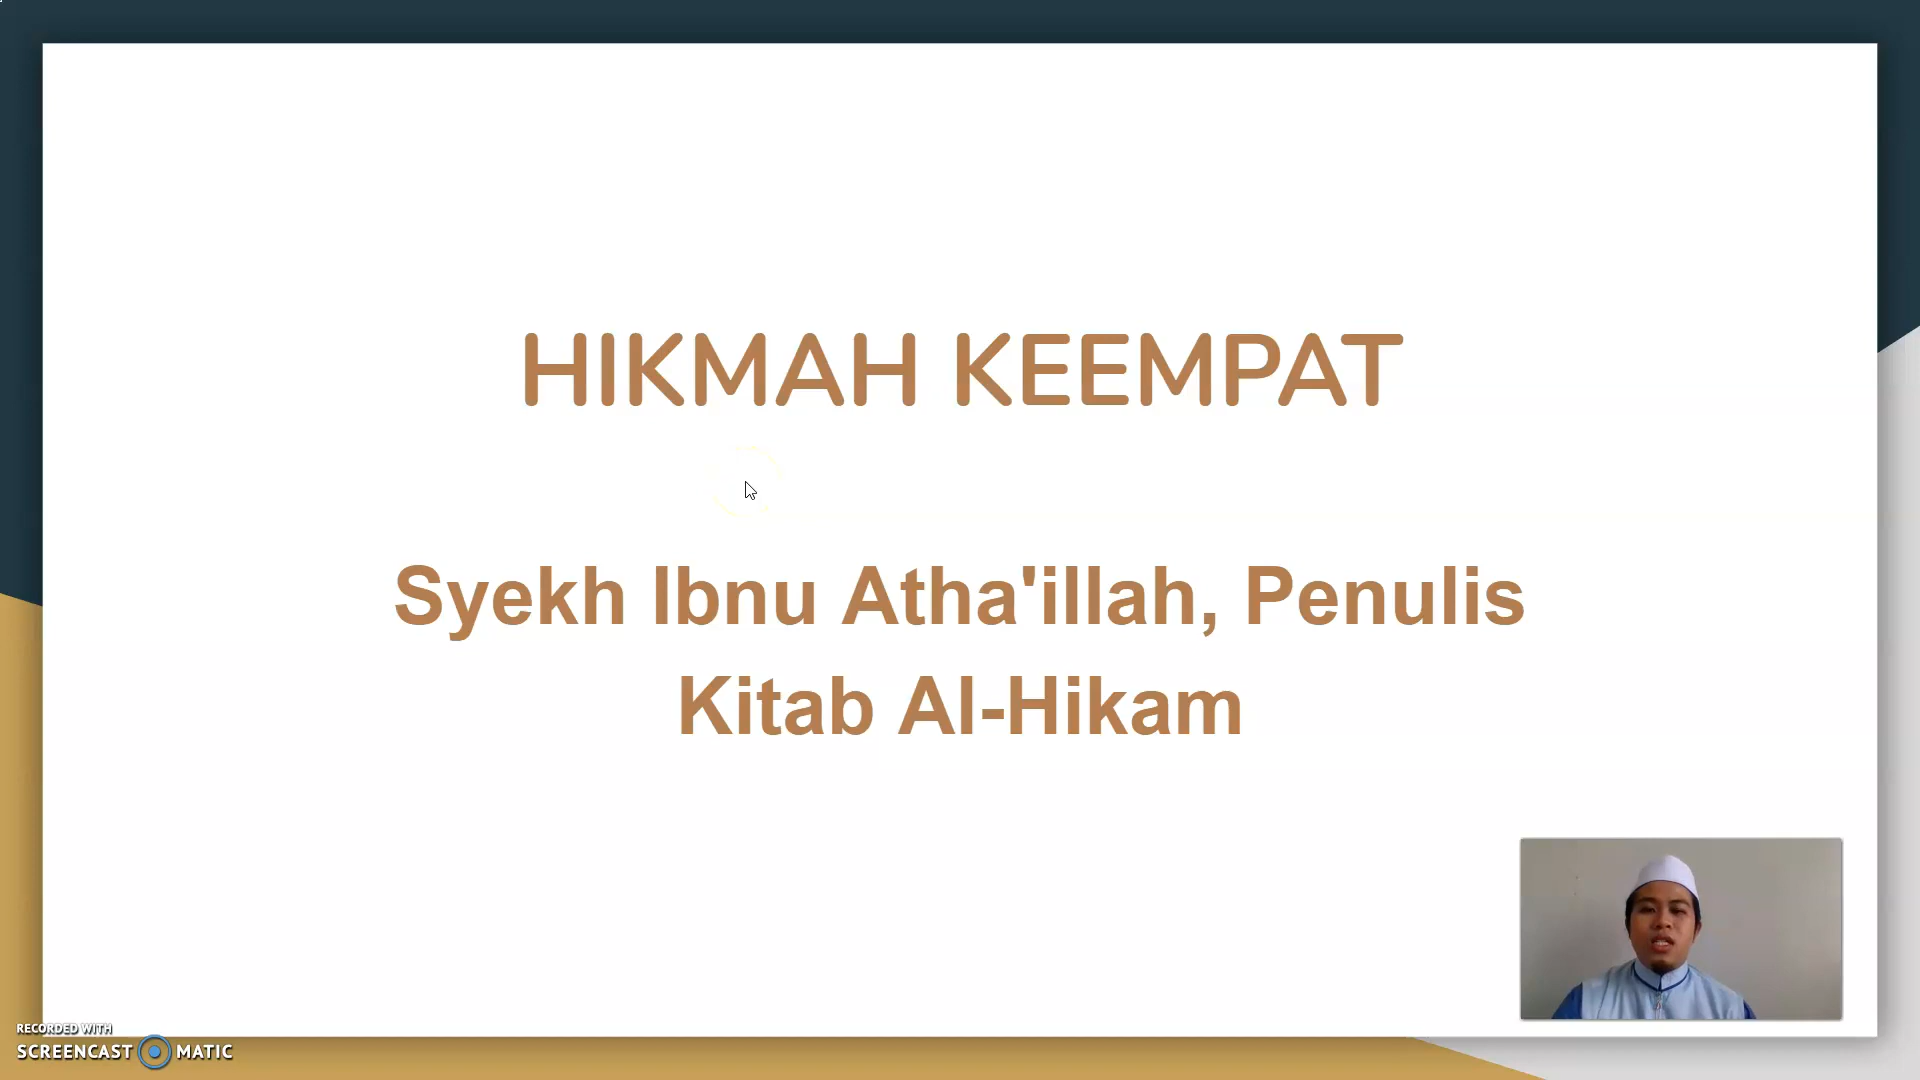 HIKMAH KEEMPAT
Syekh Ibnu Atha'illah, Penulis
Kitab Al-Hikam
RECORDED WITH
SCREENCAST MATIC